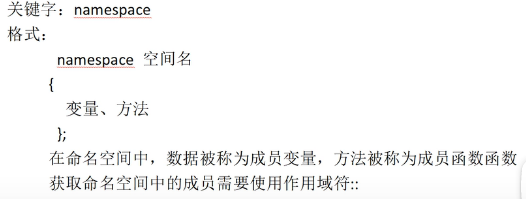 关键字：namespace
格式：
namespace 空间名
{
变量、方法
};
在命名空间中，数据被称为成员变量，方法被称为成员函数函数
获取命名空间中的成员需要使用作用域符::